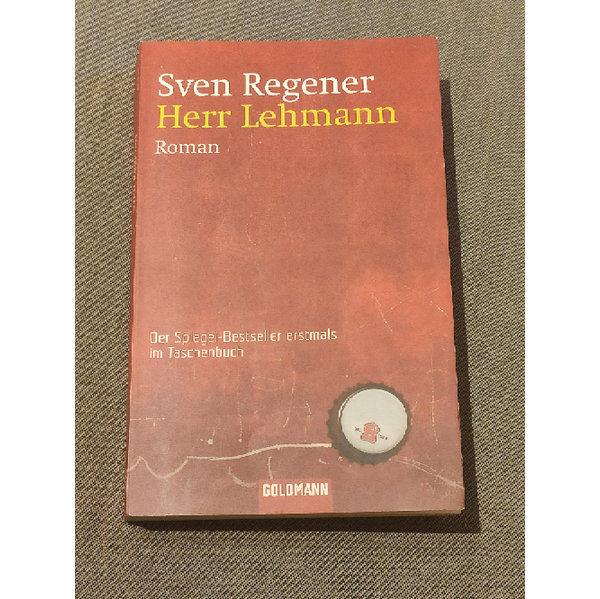 Sven Regener
Herr Lehmann
Roman
Der Spiegel-Bestseller erstmals
im Taschenbuch
GOLDMANN